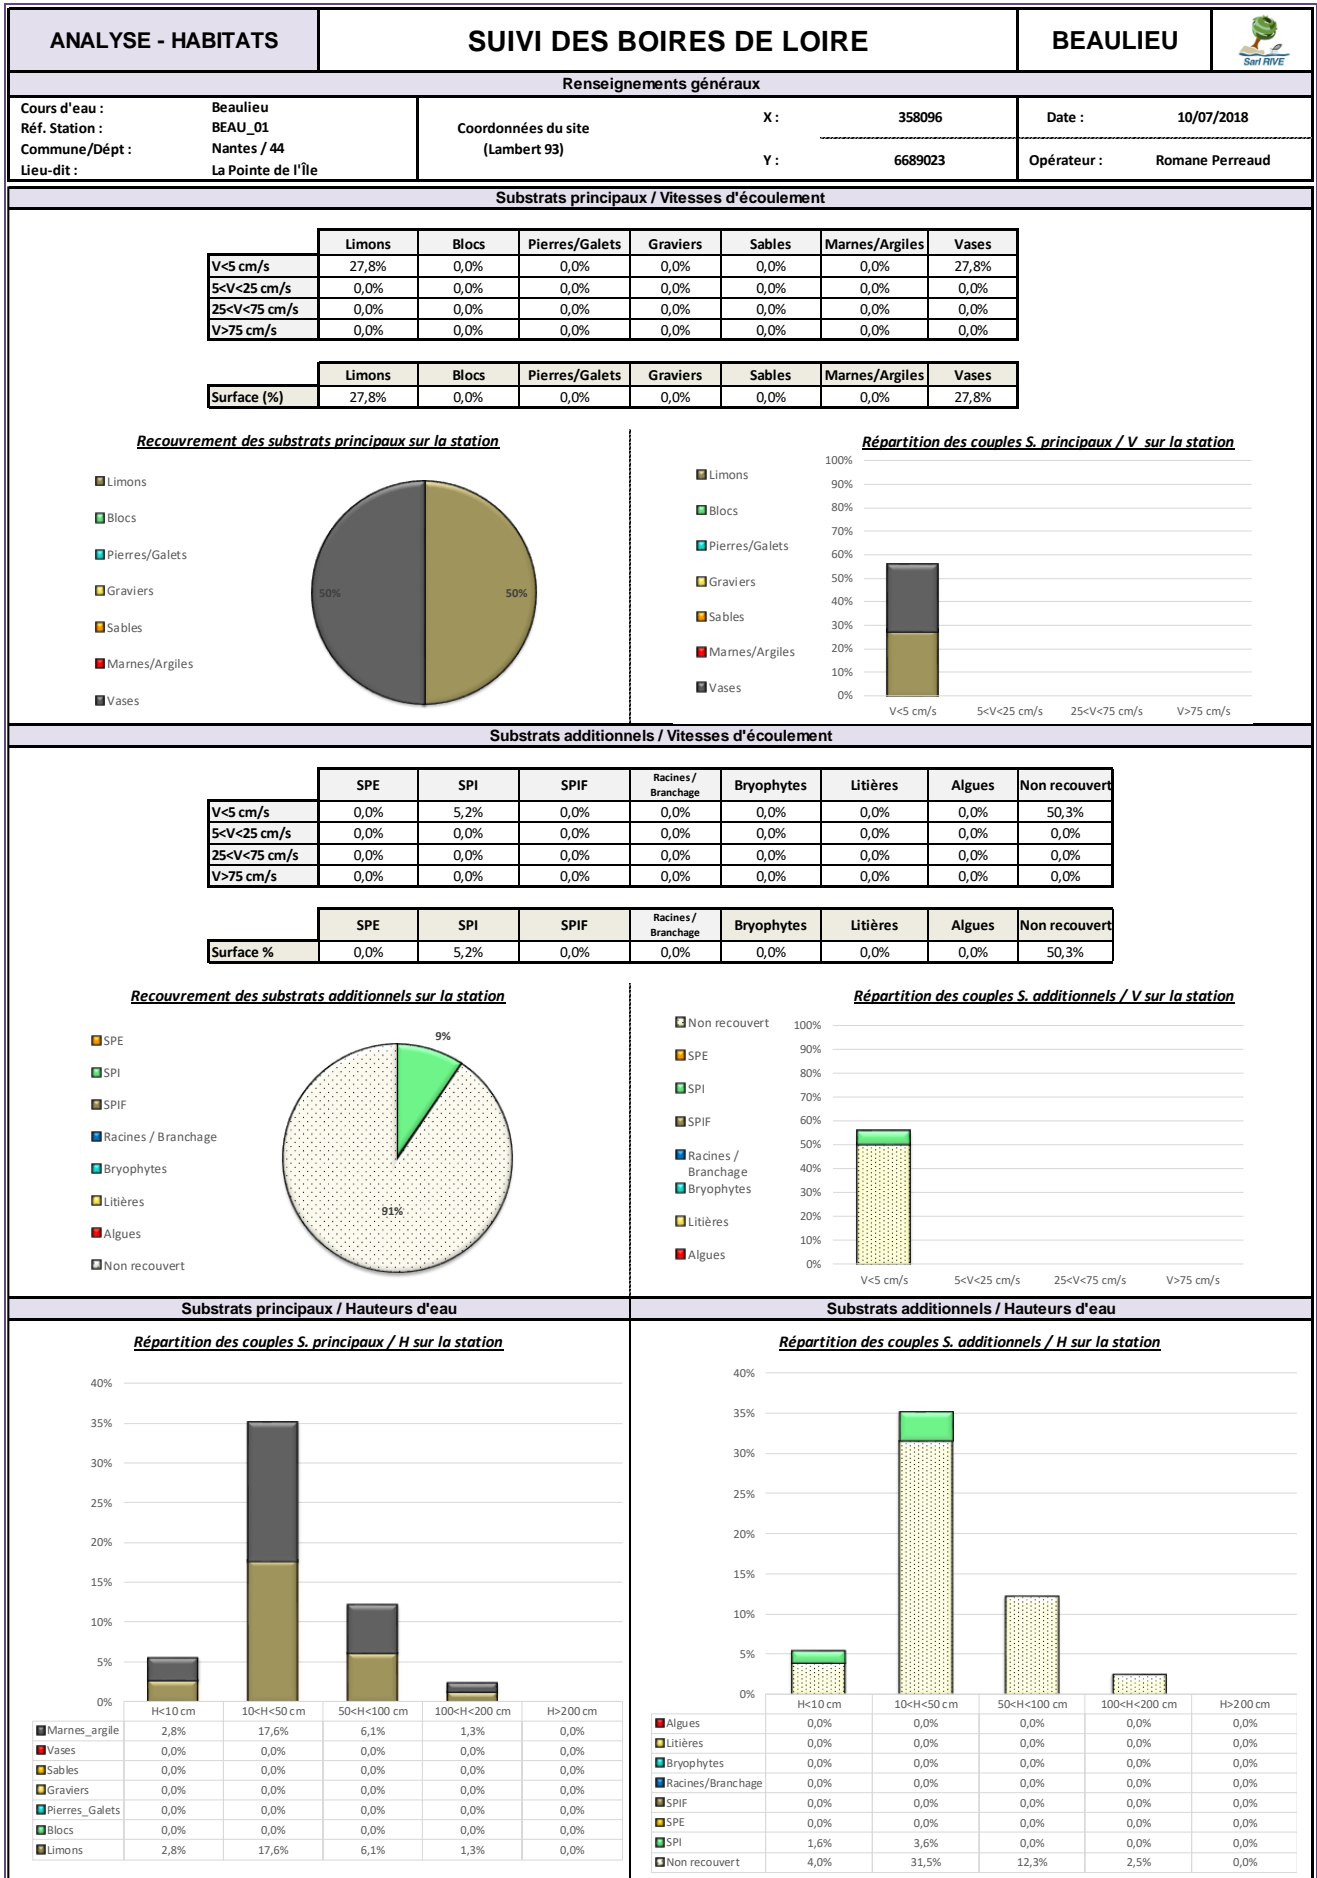 ANALYSE - HABITATS
SUIVI DES BOIRES DE LOIRE
BEAULIEU
Sarl RIVE
Renseignements généraux
Cours d'eau : Beaulieu
Réf. Station : BEAU_01
Commune/Dépt : Nantes / 44
Lieu-dit : La Pointe de l'Île
Coordonnées du site
(Lambert 93)
X : 358096
Y : 6689023
Date : 10/07/2018
Opérateur : Romane Perreaud
Substrats principaux / Vitesses d'écoulement
Limons Blocs Pierres/Galets Graviers Sables Marnes/Argiles Vases
V<5 cm/s 27,8% 0,0% 0,0% 0,0% 0,0% 0,0% 27,8%
5<V<25 cm/s 0,0% 0,0% 0,0% 0,0% 0,0% 0,0% 0,0%
25<V<75 cm/s 0,0% 0,0% 0,0% 0,0% 0,0% 0,0% 0,0%
V>75 cm/s 0,0% 0,0% 0,0% 0,0% 0,0% 0,0% 0,0%
Limons Blocs Pierres/Galets Graviers Sables Marnes/Argiles Vases
Surface (%) 27,8% 0,0% 0,0% 0,0% 0,0% 0,0% 27,8%
Recouvrement des substrats principaux sur la station
Limons
Blocs
Pierres/Galets
Graviers
Sables
Marnes/Argiles
Vases
50% 50%
Répartition des couples S. principaux / V sur la station
Limons
Blocs
Pierres/Galets
Graviers
Sables
Marnes/Argiles
Vases
100%
90%
80%
70%
60%
50%
40%
30%
20%
10%
0%
V<5 cm/s 5<V<25 cm/s 25<V<75 cm/s V>75 cm/s
Substrats additionnels / Vitesses d'écoulement
SPE SPI SPIF Racines / Branchage Bryophytes Litières Algues Non recouvert
V<5 cm/s 0,0% 5,2% 0,0% 0,0% 0,0% 0,0% 0,0% 50,3%
5<V<25 cm/s 0,0% 0,0% 0,0% 0,0% 0,0% 0,0% 0,0% 0,0%
25<V<75 cm/s 0,0% 0,0% 0,0% 0,0% 0,0% 0,0% 0,0% 0,0%
V>75 cm/s 0,0% 0,0% 0,0% 0,0% 0,0% 0,0% 0,0% 0,0%
SPE SPI SPIF Racines / Branchage Bryophytes Litières Algues Non recouvert
Surface % 0,0% 5,2% 0,0% 0,0% 0,0% 0,0% 0,0% 50,3%
Recouvrement des substrats additionnels sur la station
SPE
SPI
SPIF
Racines / Branchage
Bryophytes
Litières
Algues
Non recouvert
9%
91%
Répartition des couples S. additionnels / V sur la station
Non recouvert
SPE
SPI
SPIF
Racines /
Branchage
Bryophytes
Litières
Algues
100%
90%
80%
70%
60%
50%
40%
30%
20%
10%
0%
V<5 cm/s 5<V<25 cm/s 25<V<75 cm/s V>75 cm/s
Substrats principaux / Hauteurs d'eau
Répartition des couples S. principaux / H sur la station
40%
35%
30%
25%
20%
15%
10%
5%
0%
H<10 cm 10<H<50 cm 50<H<100 cm 100<H<200 cm H>200 cm
Marnes_argile 2,8% 17,6% 6,1% 1,3% 0,0%
Vases 0,0% 0,0% 0,0% 0,0% 0,0%
Sables 0,0% 0,0% 0,0% 0,0% 0,0%
Graviers 0,0% 0,0% 0,0% 0,0% 0,0%
Pierres_Galets 0,0% 0,0% 0,0% 0,0% 0,0%
Blocs 0,0% 0,0% 0,0% 0,0% 0,0%
Limons 2,8% 17,6% 6,1% 1,3% 0,0%
Substrats additionnels / Hauteurs d'eau
Répartition des couples S. additionnels / H sur la station
40%
35%
30%
25%
20%
15%
10%
5%
0%
H<10 cm 10<H<50 cm 50<H<100 cm 100<H<200 cm H>200 cm
Algues 0,0% 0,0% 0,0% 0,0% 0,0%
Litières 0,0% 0,0% 0,0% 0,0% 0,0%
Bryophytes 0,0% 0,0% 0,0% 0,0% 0,0%
Racines/Branchage 0,0% 0,0% 0,0% 0,0% 0,0%
SPIF 0,0% 0,0% 0,0% 0,0% 0,0%
SPE 0,0% 0,0% 0,0% 0,0% 0,0%
SPI 1,6% 3,6% 0,0% 0,0% 0,0%
Non recouvert 4,0% 31,5% 12,3% 2,5% 0,0%